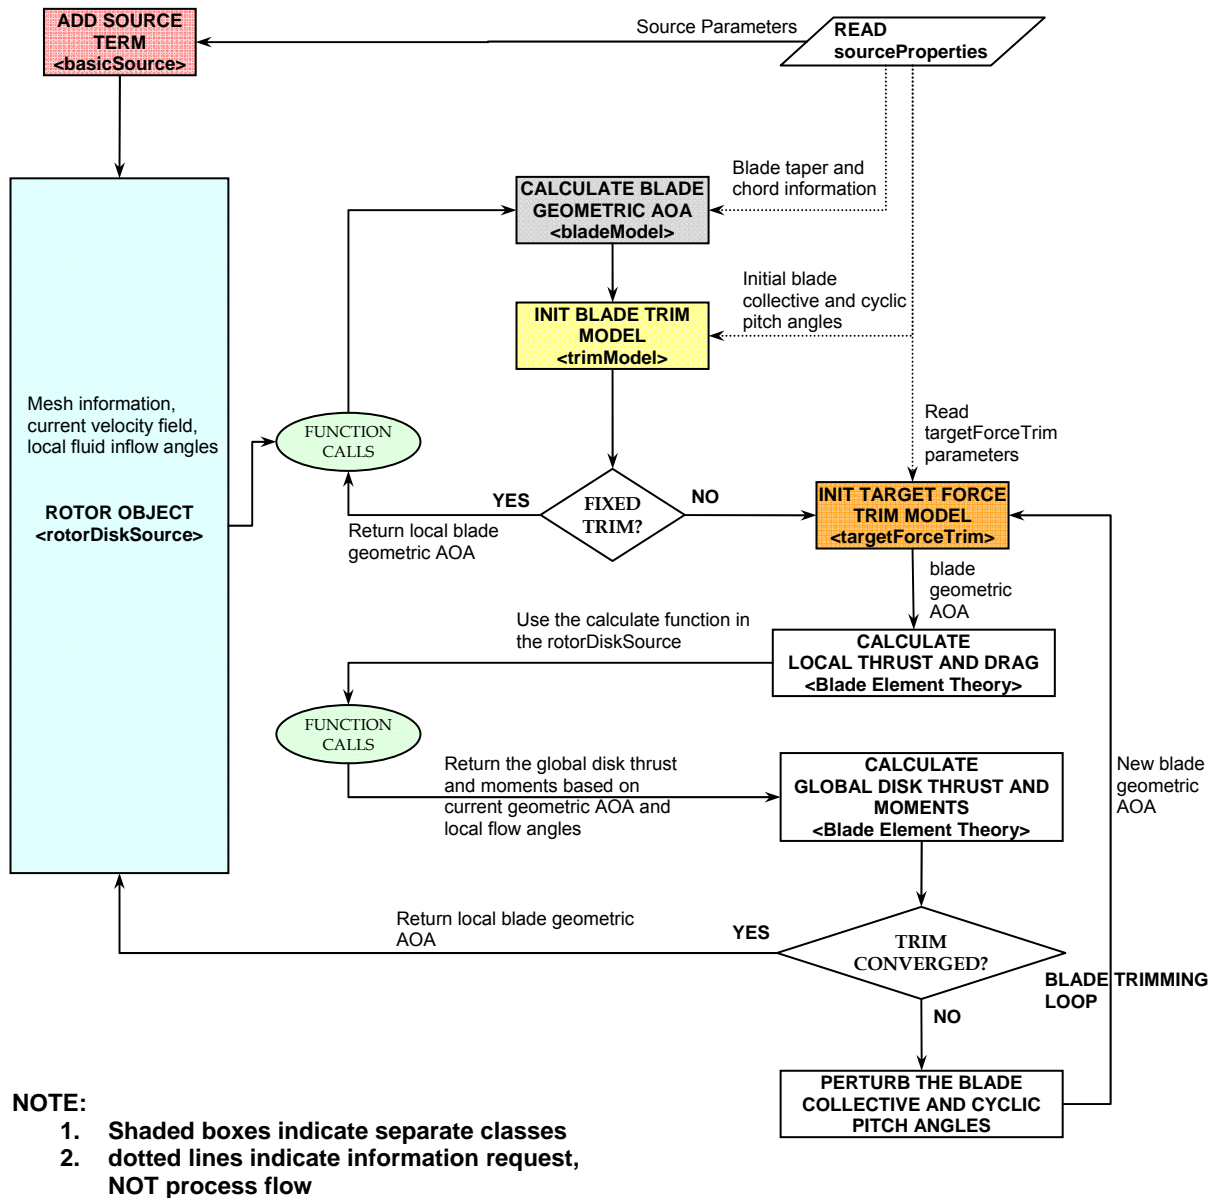 ADD SOURCE
TERM
<basicSource>
Source Parameters
READ
sourceProperties
Blade taper and
chord information
CALCULATE BLADE
GEOMETRIC AOA
<bladeModel>
Initial blade
collective and cyclic
pitch angles
INIT BLADE TRIM
MODEL
<trimModel>
Mesh information,
current velocity field,
local fluid inflow angles
ROTOR OBJECT
<rotorDiskSource>
FUNCTION
CALLS
Read
targetForceTrim
parameters
YES
FIXED
TRIM?
NO
Return local blade
geometric AOA
INIT TARGET FORCE
TRIM MODEL
<targetForceTrim>
blade
geometric
AOA
Use the calculate function in
the rotorDiskSource
CALCULATE
LOCAL THRUST AND DRAG
<Blade Element Theory>
FUNCTION
CALLS
Return the global disk thrust
and moments based on
current geometric AOA and
local flow angles
CALCULATE
GLOBAL DISK THRUST AND
MOMENTS
<Blade Element Theory>
New blade
geometric
AOA
Return local blade geometric
AOA
YES
TRIM
CONVERGED?
BLADE TRIMMING
LOOP
NO
PERTURB THE BLADE
COLLECTIVE AND CYCLIC
PITCH ANGLES
NOTE:
1. Shaded boxes indicate separate classes
2. dotted lines indicate information request,
NOT process flow